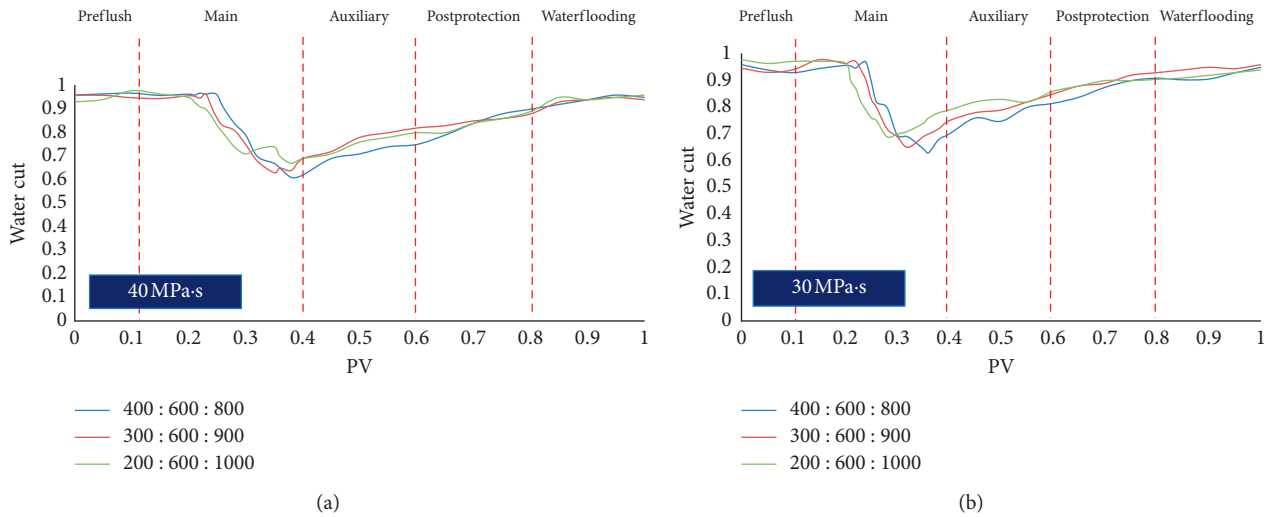 Preflush Main Auxiliary Postprotection Waterflooding
1
0.9
0.8
0.7
0.6
0.5
0.4
0.3
0.2
0.1
0
Water cut
40 MPa·s
0 0.1 0.2 0.3 0.4 0.5 0.6 0.7 0.8 0.9 1
PV
400 : 600 : 800
300 : 600 : 900
200 : 600 : 1000
(a)
Preflush Main Auxiliary Postprotection Waterflooding
1
0.9
0.8
0.7
0.6
0.5
0.4
0.3
0.2
0.1
0
Water cut
30 MPa·s
0 0.1 0.2 0.3 0.4 0.5 0.6 0.7 0.8 0.9 1
PV
400 : 600 : 800
300 : 600 : 900
200 : 600 : 1000
(b)